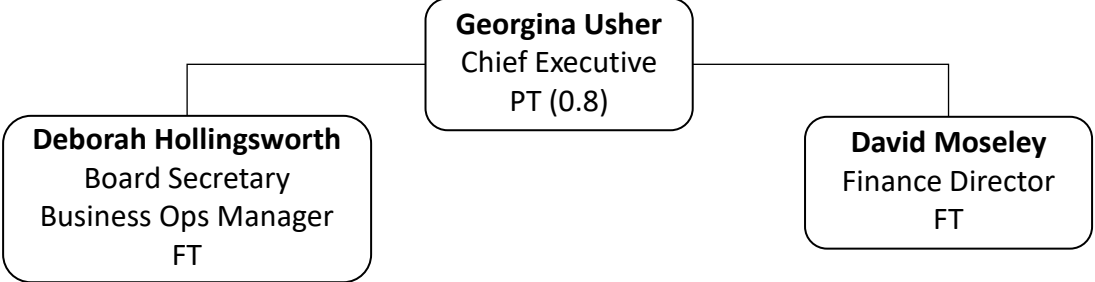 Georgina Usher
Chief Executive
PT (0.8)
Deborah Hollingsworth
Board Secretary
Business Ops Manager
FT
David Moseley
Finance Director
FT